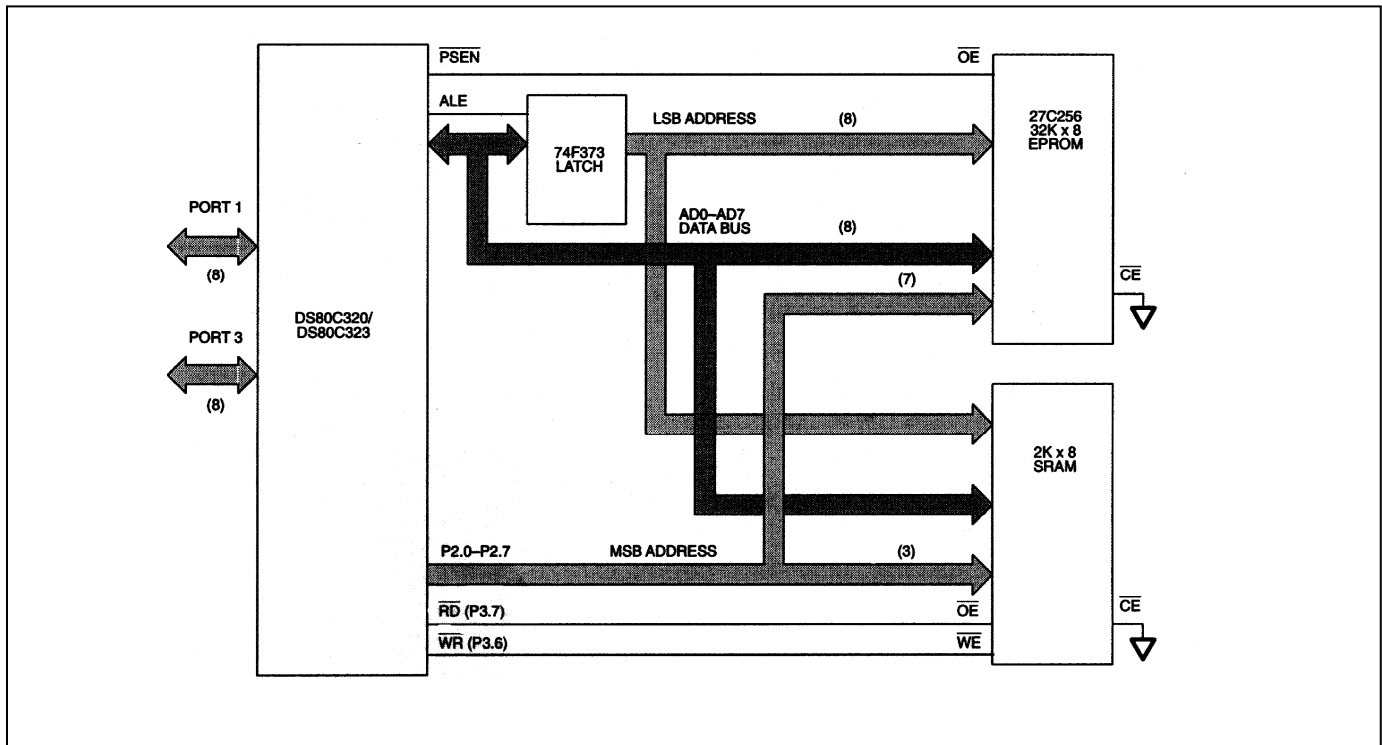 PSEN
OE
ALE
LSB ADDRESS
(8)
27C256
32K x 8
EPROM
74F373
LATCH
PORT 1
(8)
AD0–AD7
DATA BUS
(8)
(7)
CE
DS80C320/
DS80C323
PORT 3
(8)
2K x 8
SRAM
P2.0–P2.7
MSB ADDRESS
(3)
RD (P3.7)
OE
CE
WR (P3.6)
WE